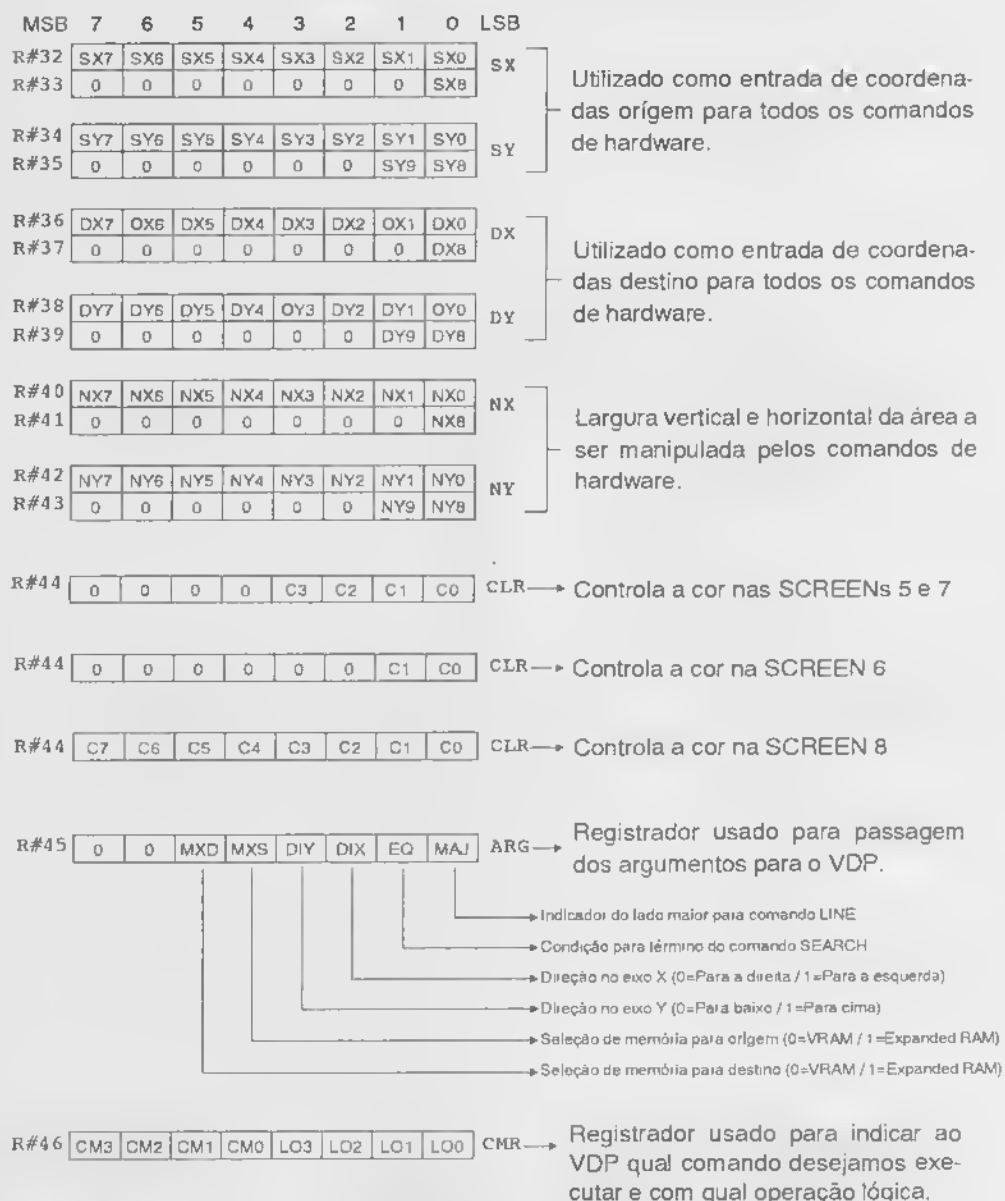 MSB 7 6 5 4 3 2 1 0 LSB
R#32 SX7 SX6 SX5 SX4 SX3 SX2 SX1 SX0 SX
R#33 0 0 0 0 0 0 0 SX8
Utilizado como entrada de coordena-
das orígem para todos os comandos
de hardware.
R#34 SY7 SY6 SY5 SY4 SY3 SY2 SY1 SY0 SY
R#35 0 0 0 0 0 0 SY9 SY8
R#36 DX7 OX6 DX5 DX4 DX3 DX2 OX1 DX0 DX
R#37 0 0 0 0 0 0 0 DX8
Utilizado como entrada de coordena-
das destino para todos os comandos
de hardware.
R#38 DY7 DY6 DY5 DY4 OY3 DY2 DY1 OY0 DY
R#39 0 0 0 0 0 0 DY9 DY8
R#40 NX7 NX6 NX5 NX4 NX3 NX2 NX1 NX0 NX
R#41 0 0 0 0 0 0 0 NX8
Largura vertical e horizontal da área a
ser manipulada pelos comandos de
hardware.
R#42 NY7 NY6 NY5 NY4 NY3 NY2 NY1 NY0 NY
R#43 0 0 0 0 0 0 NY9 NY8
R#44 0 0 0 0 C3 C2 C1 C0 CLR → Controla a cor nas SCREENs 5 e 7
R#44 0 0 0 0 0 0 C1 C0 CLR → Controla a cor na SCREEN 6
R#44 C7 C6 C5 C4 C3 C2 C1 C0 CLR → Controla a cor na SCREEN 8
R#45 0 0 MXD MXS DIY DIX EQ MAJ ARG → Registrador usado para passagem
dos argumentos para o VDP.
Indicador do lado maior para comando LINE
Condição para término do comando SEARCH
Direção no eixo X (0=Para a direita / 1=Para a esquerda)
Direção no eixo Y (0=Para baixo / 1=Para cima)
Seleção de memória para orígem (0=VRAM / 1=Expanded RAM)
Seleção de memória para destino (0=VRAM / 1=Expanded RAM)
R#46 CM3 CM2 CM1 CM0 LO3 LO2 LO1 LO0 CMR → Registrador usado para indicar ao
VDP qual comando desejamos exe-
cutar e com qual operação lógica.